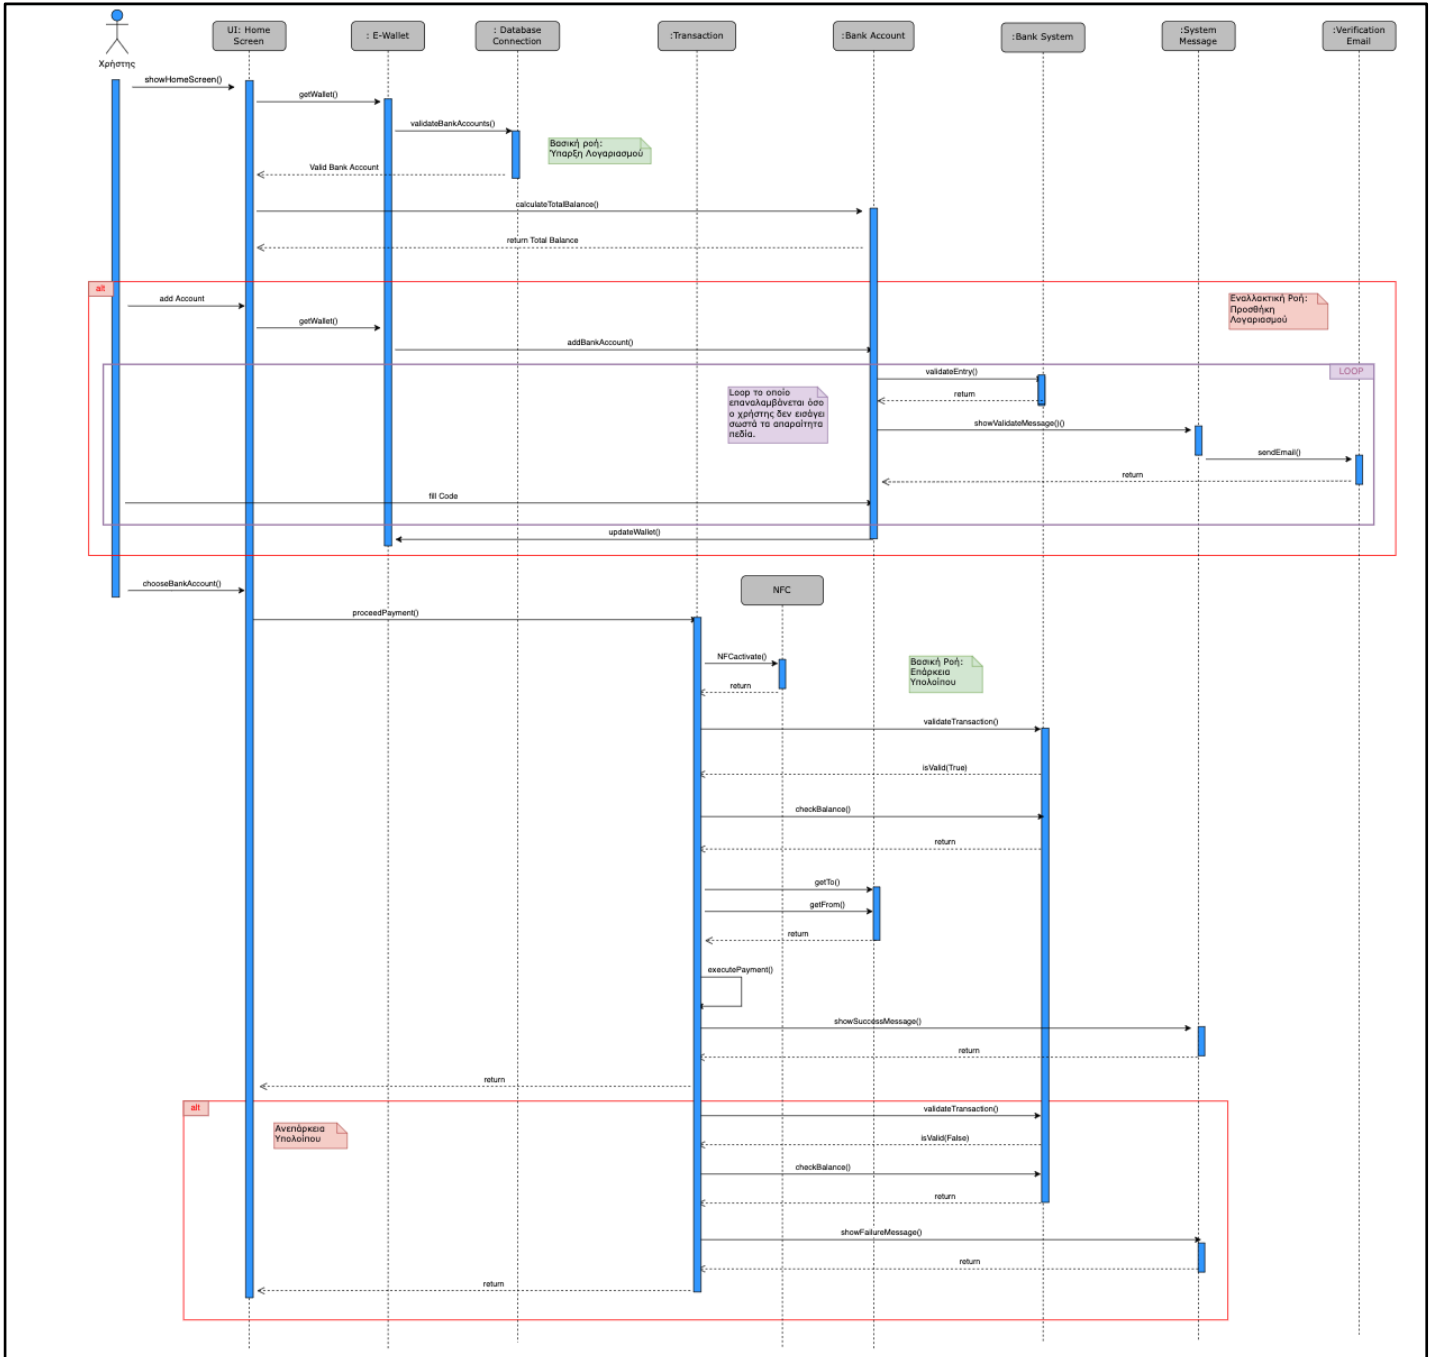 UI: Home
Screen
: E-Wallet
: Database
Connection
:Transaction
:Bank Account
:Bank System
:System
Message
:Verification
Email
Χρήστης
showHomeScreen()
getWallet()
validateBankAccounts()
Βασική ροή:
Ύπαρξη Λογαριασμού
Valid Bank Account
calculateTotalBalance()
return Total Balance
alt
add Account
Εναλλακτική Ροή:
Προσθήκη
Λογαριασμού
getWallet()
addBankAccount()
LOOP
validateEntry()
return
Loop το οποίο
επαναλαμβάνεται όσο
ο χρήστης δεν εισάγει
σωστά τα απαραίτητα
πεδία.
showValidateMessage()()
sendEmail()
return
fill Code
updateWallet()
chooseBankAccount()
NFC
proceedPayment()
NFCactivate()
Βασική Ροή:
Επάρκεια
Υπολοίπου
return
validateTransaction()
isValid(True)
checkBalance()
return
getTo()
getFrom()
return
executePayment()
showSuccessMessage()
return
return
alt
validateTransaction()
Ανεπάρκεια
Υπολοίπου
isValid(False)
checkBalance()
return
showFailureMessage()
return
return